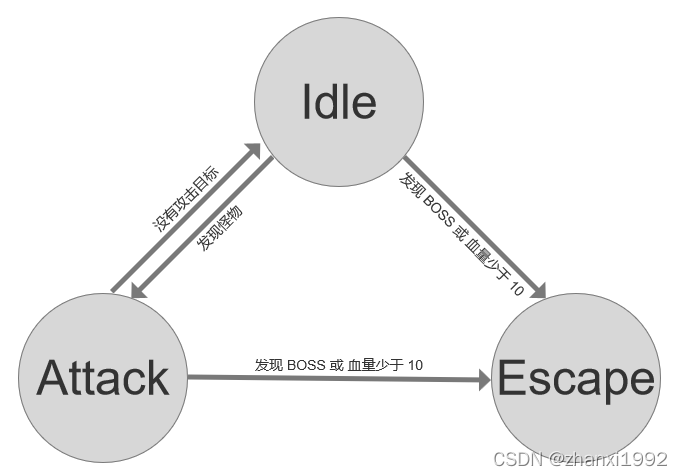 Idle
没有攻击目标
发现怪物
发现 BOSS 或 血量少于 10
发现 BOSS 或 血量少于 10
Attack
Escape
CSDN @zhanxj1992